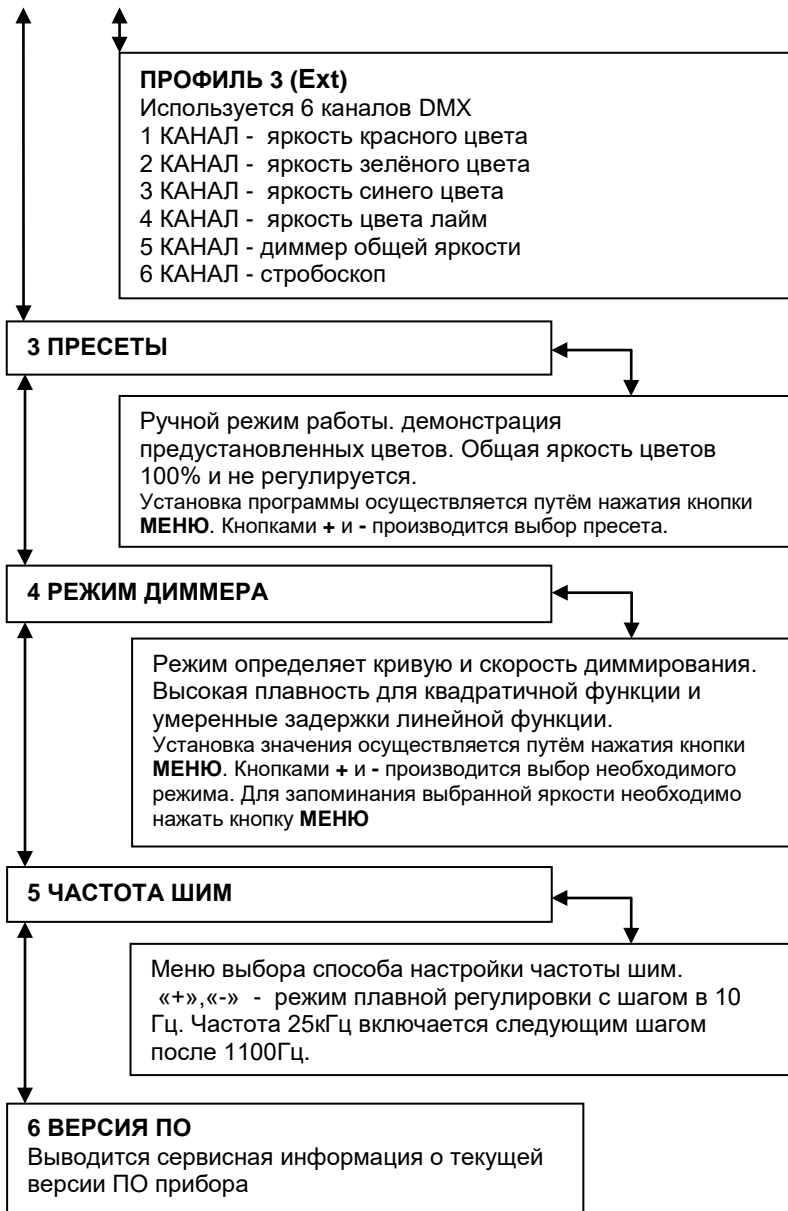 ПРОФИЛЬ 3 (Ext)
Используется 6 каналов DMX
1 КАНАЛ - яркость красного цвета
2 КАНАЛ - яркость зелёного цвета
3 КАНАЛ - яркость синего цвета
4 КАНАЛ - яркость цвета лайм
5 КАНАЛ - диммер общей яркости
6 КАНАЛ - стробоскоп
3 ПРЕСЕТЫ
Ручной режим работы. демонстрация
предустановленных цветов. Общая яркость цветов
100% и не регулируется.
Установка программы осуществляется путём нажатия кнопки
МЕНЮ. Кнопками + и - производится выбор пресета.
4 РЕЖИМ ДИММЕРА
Режим определяет кривую и скорость диммирования.
Высокая плавность для квадратичной функции и
умеренные задержки линейной функции.
Установка значения осуществляется путём нажатия кнопки
МЕНЮ. Кнопками + и - производится выбор необходимого
режима. Для запоминания выбранной яркости необходимо
нажать кнопку МЕНЮ
5 ЧАСТОТА ШИМ
Меню выбора способа настройки частоты шим.
«+»,«-» - режим плавной регулировки с шагом в 10
Гц. Частота 25кГц включается следующим шагом
после 1100Гц.
6 ВЕРСИЯ ПО
Выводится сервисная информация о текущей
версии ПО прибора